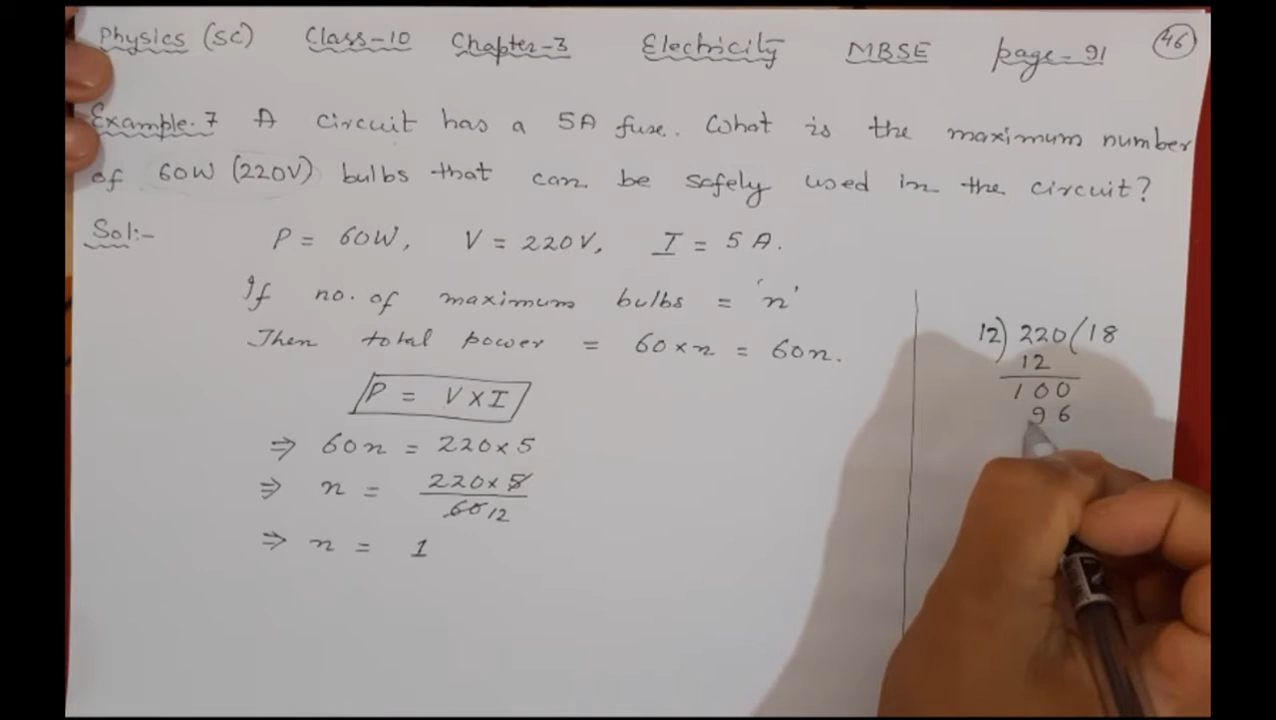 Physics (SC) Class-10 Chapter-3 Electricity MBSE page-91 46
Example.7 A circuit has a 5A fuse. What is the maximum number
of 60W (220V) bulbs that can be safely used in the circuit?
Sol:-
P = 60W, V = 220V, I = 5A.
If no. of maximum bulbs = 'n'
Then total power = 60×n = 60n.
P = V×I
⇒ 60n = 220×5
⇒ n = 220×5 / 60 12
⇒ n = 1
12) 220 (18
12
100
96